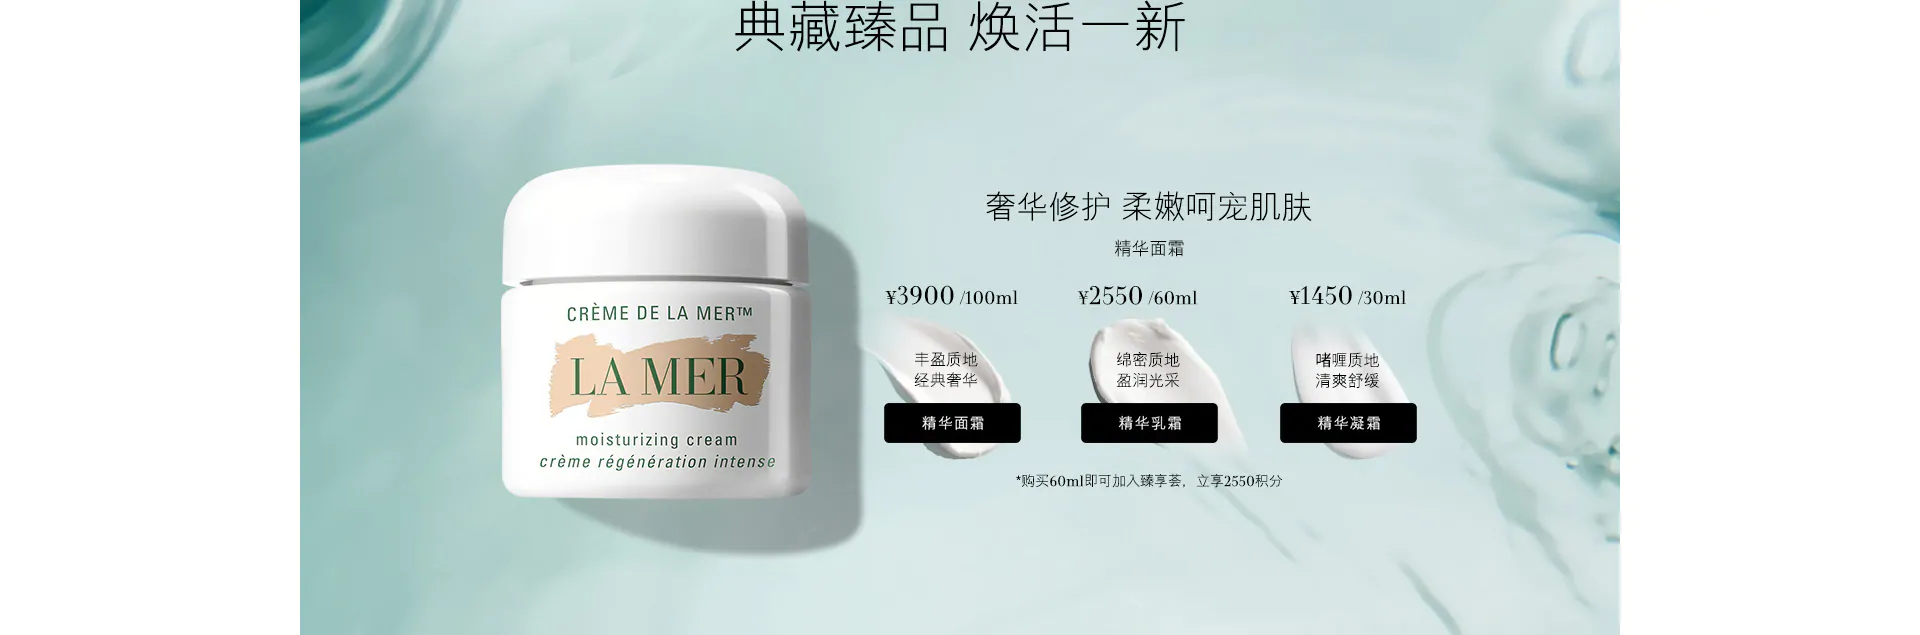 典藏臻品 焕活一新
CRÈME DE LA MER™
LA MER
moisturizing cream
crème régénération intense
奢华修护 柔嫩呵宠肌肤
精华面霜
¥3900 /100ml
¥2550 /60ml
¥1450 /30ml
丰盈质地
经典奢华
精华面霜
绵密质地
盈润光采
精华乳霜
啫喱质地
清爽舒缓
精华凝霜
*购买60ml即可加入臻享荟，立享2550积分